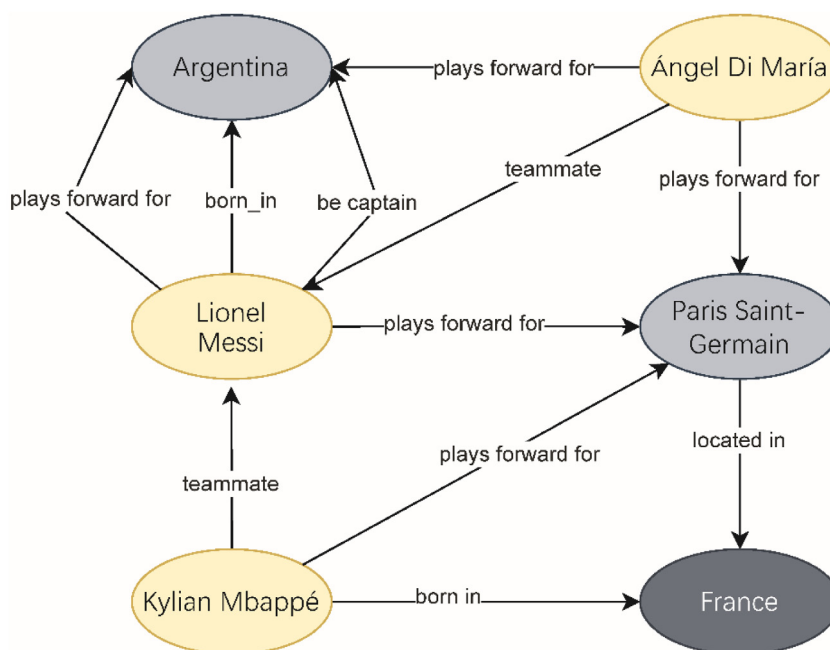 Argentina
plays forward for
Ángel Di María
teammate
plays forward for
plays forward for
born_in
be captain
Lionel
Messi
plays forward for
Paris Saint-
Germain
plays forward for
located in
teammate
Kylian Mbappé
born in
France